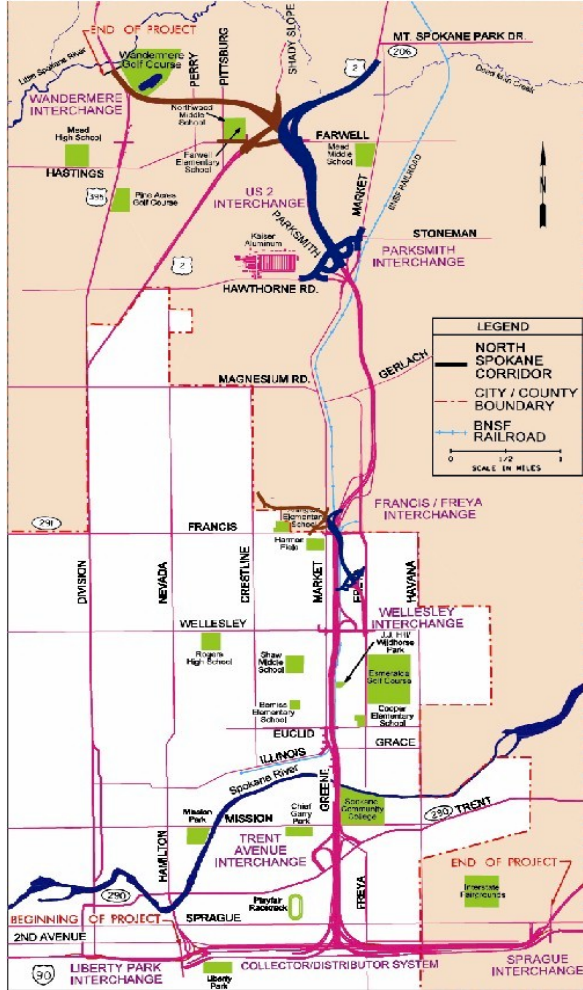 END OF PROJECT
Little Spokane River
Wandermere
Golf Course
PERRY
PITTSBURG
SHADY SLOPE
MT. SPOKANE PARK DR.
206
2
Deadman Creek
WANDERMERE
INTERCHANGE
Northwood
Middle
School
Mead
High School
Farwell
Elementary
School
FARWELL
Mead
Middle
School
HASTINGS
395
Pine Acres
Golf Course
US 2
INTERCHANGE
MARKET
BNSF RAILROAD
PARKSMITH
STONEMAN
Kaiser
Aluminum
PARKSMITH
INTERCHANGE
2
HAWTHORNE RD.
N
LEGEND
NORTH
SPOKANE
CORRIDOR
CITY / COUNTY
BOUNDARY
BNSF
RAILROAD
0 1/2 1
SCALE IN MILES
GERLACH
MAGNESIUM RD.
FRANCIS / FREYA
INTERCHANGE
291
Elementary
School
FRANCIS
Harmon
Field
DIVISION
NEVADA
CRESTLINE
MARKET
HAVANA
WELLESLEY
WELLESLEY
INTERCHANGE
Rogers
High School
Shaw
Middle
School
J.J. Hill/
Wildhorse
Park
Esmeralda
Golf Course
Bemiss
Elementary
School
Cooper
Elementary
School
EUCLID
GRACE
ILLINOIS
Spokane River
GREENE
Mission
Park
MISSION
Chief
Garry
Park
Spokane
Community
College
290
TRENT
TRENT
AVENUE
INTERCHANGE
HAMILTON
FREYA
END OF PROJECT
Interstate
Fairgrounds
290
Playfair
Racetrack
BEGINNING OF PROJECT
SPRAGUE
2ND AVENUE
90
LIBERTY PARK
INTERCHANGE
Liberty
Park
COLLECTOR/DISTRIBUTOR SYSTEM
SPRAGUE
INTERCHANGE